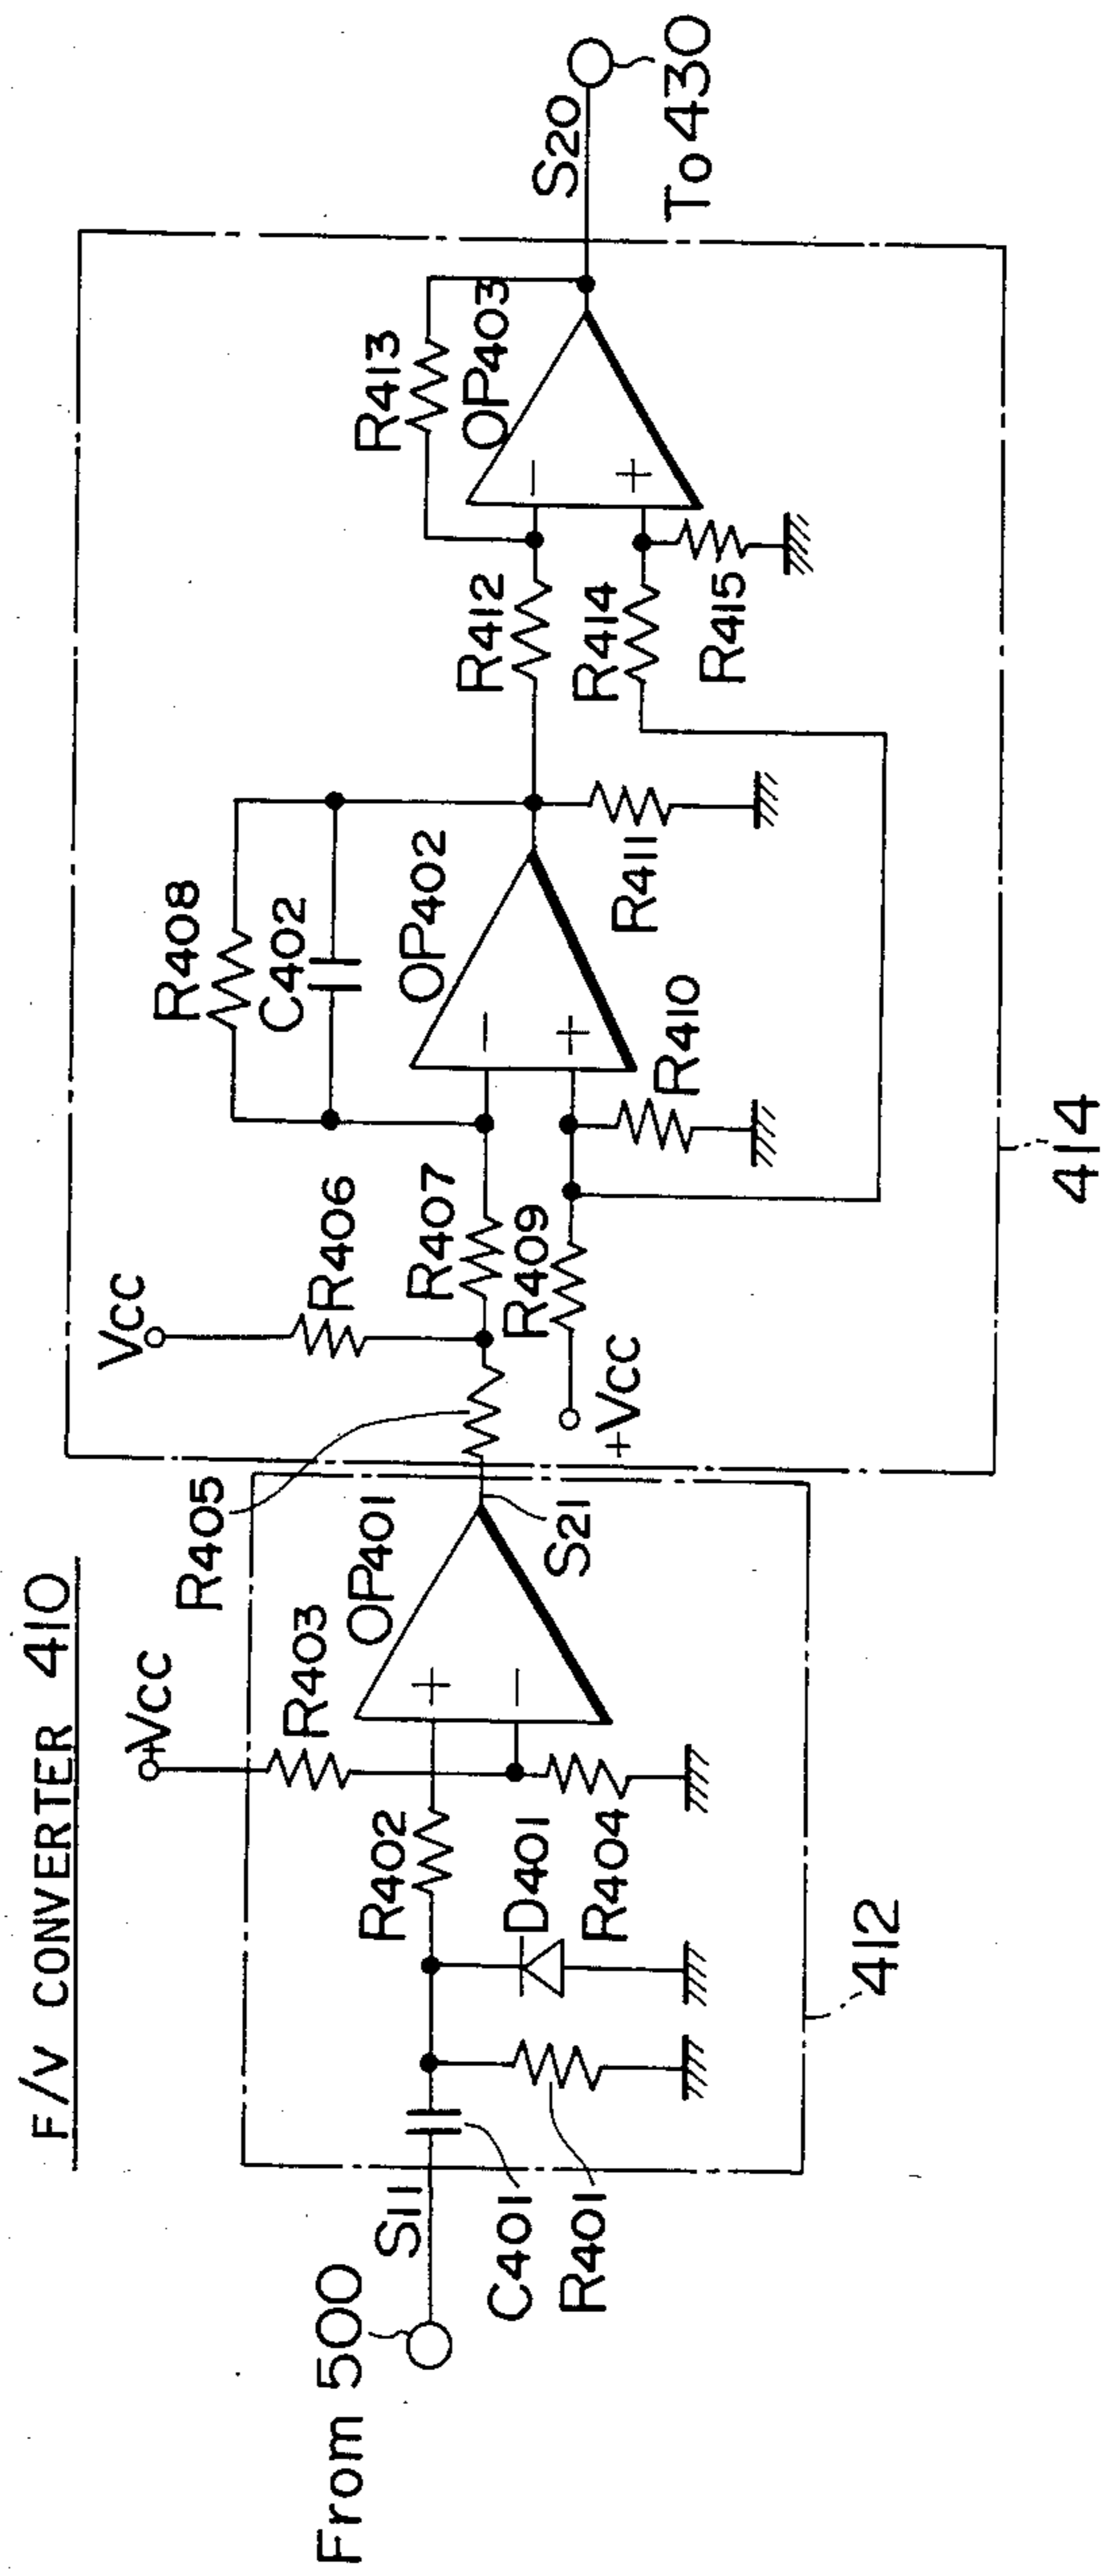 F/V CONVERTER 410
From 500
S11
C401
R401
R402
D401
R404
+Vcc
R403
OP401
+
−
S21
412
R405
Vcc
R406
R407
R409
+Vcc
R408
C402
OP402
−
+
R410
R411
R412
R414
R413
OP403
−
+
R415
S20
To 430
414